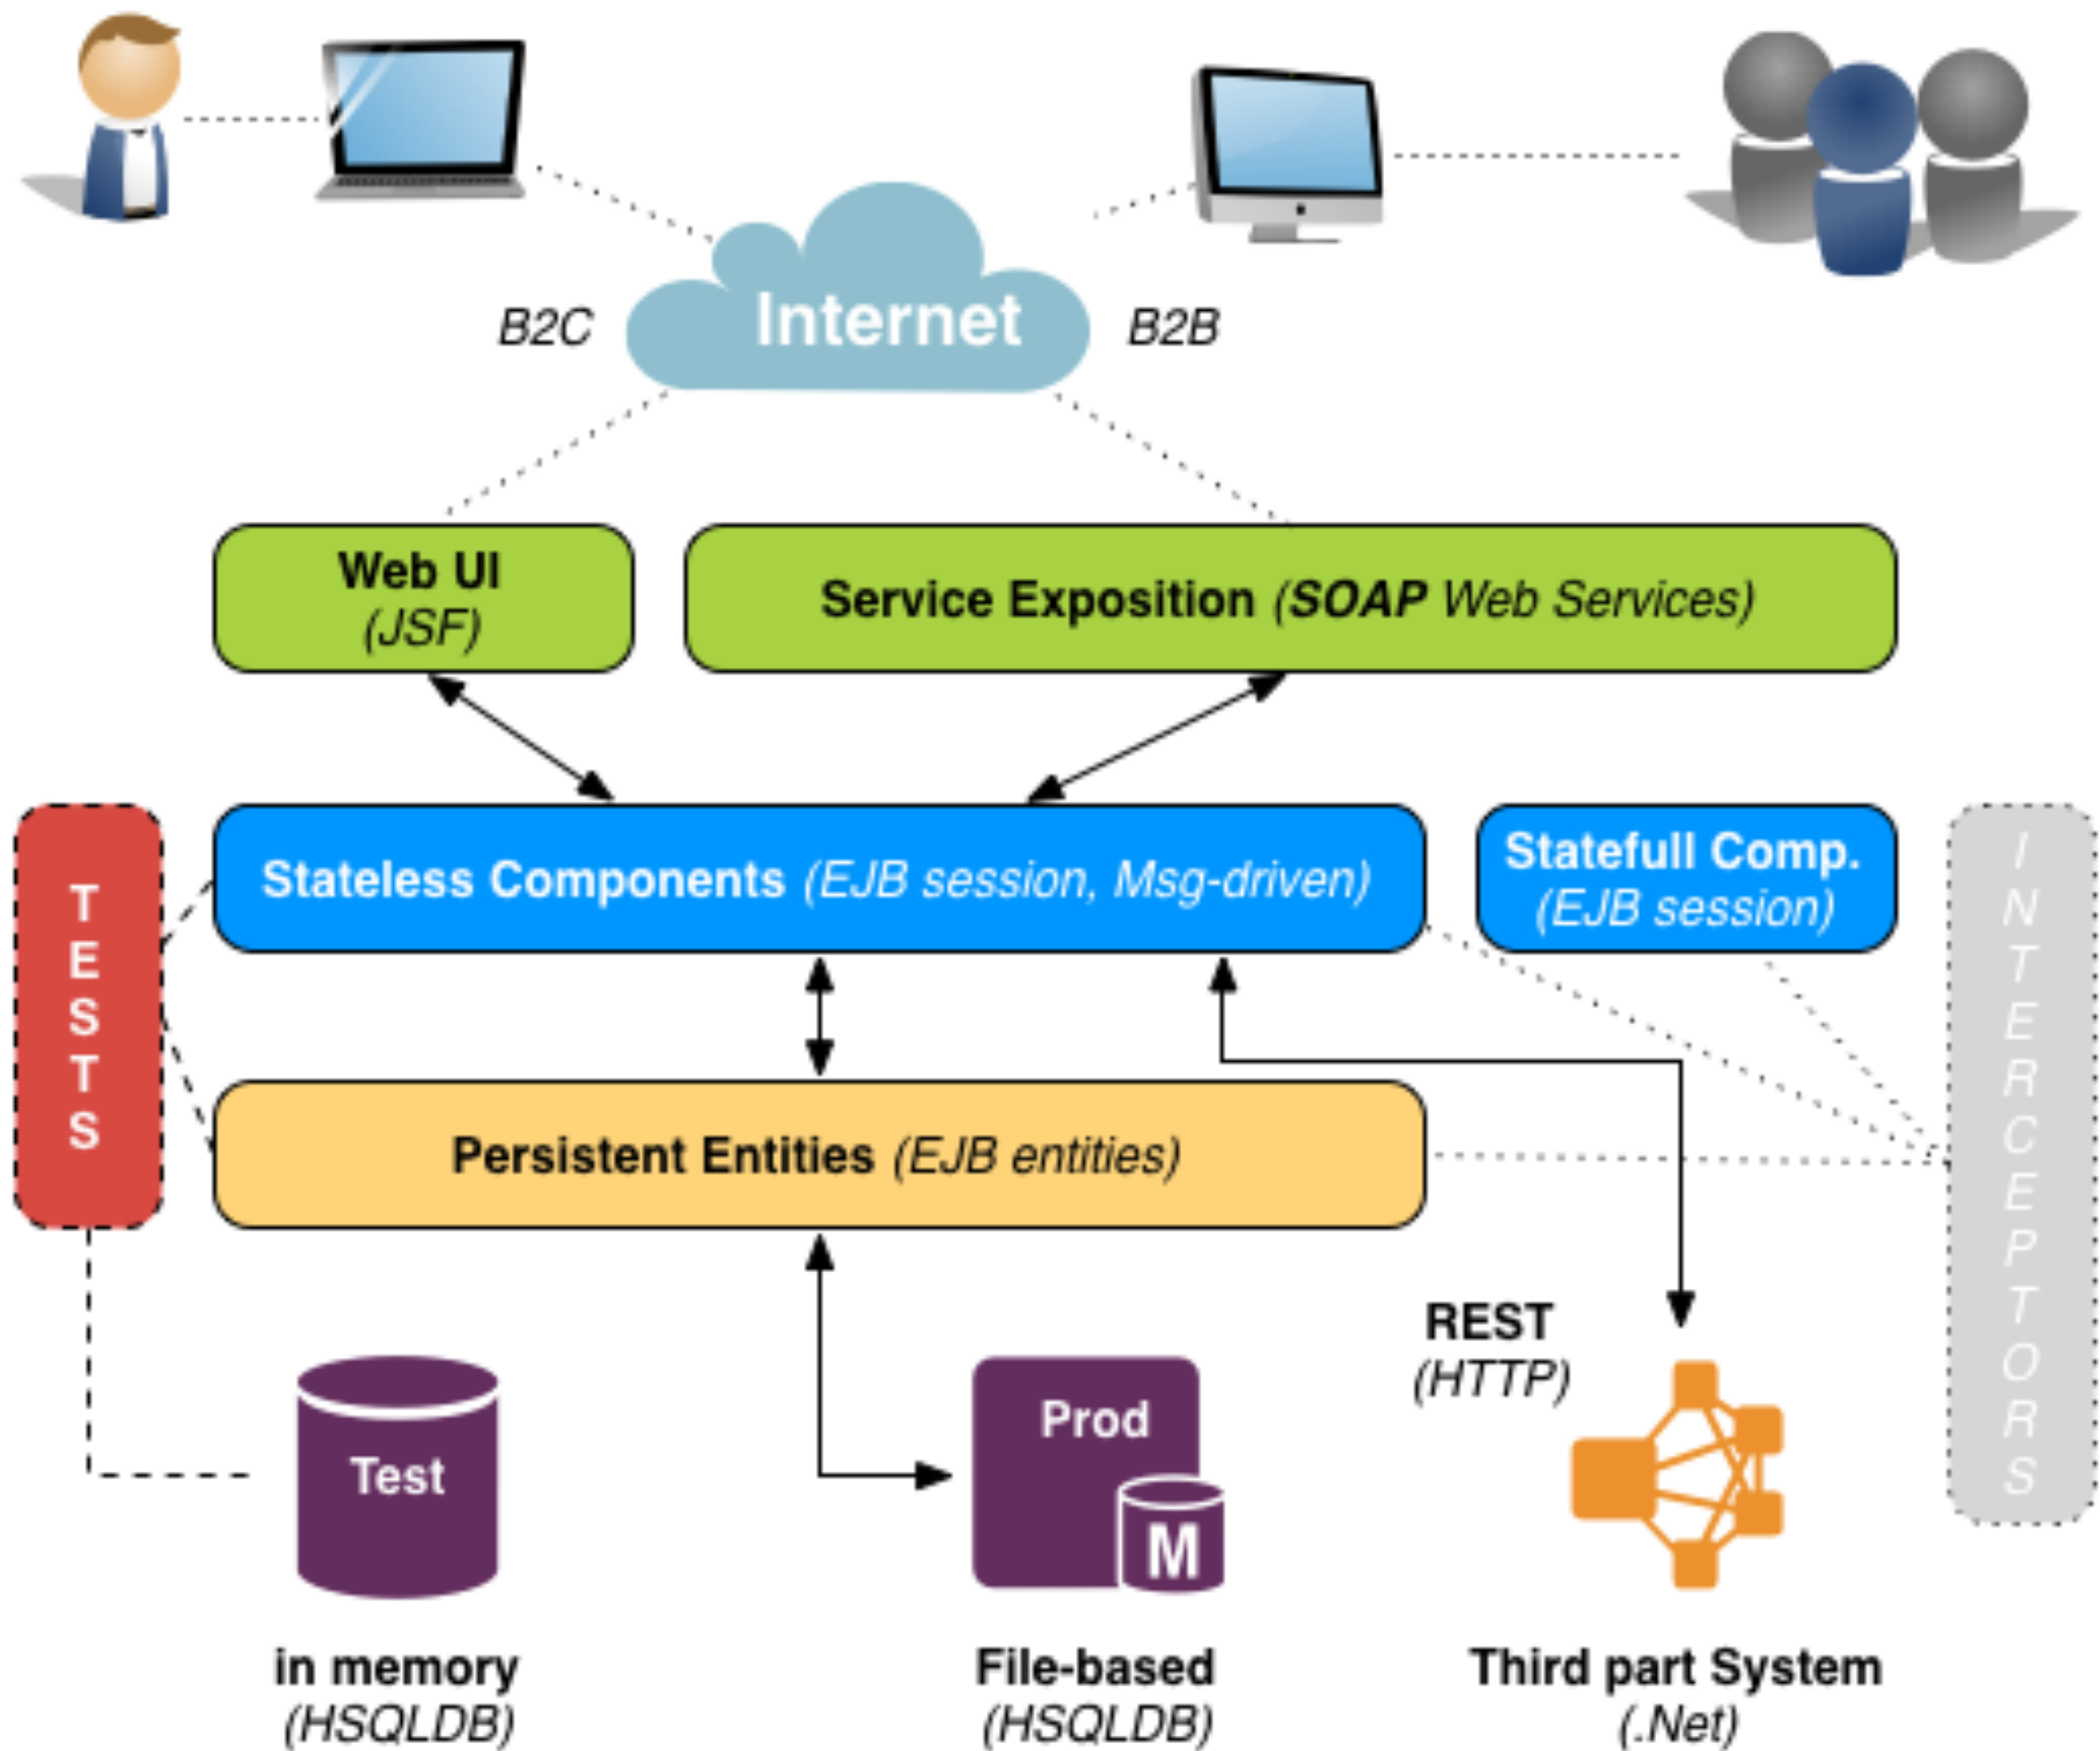 Internet
B2C
B2B
Web UI
(JSF)
Service Exposition (SOAP Web Services)
TESTS
Stateless Components (EJB session, Msg-driven)
Statefull Comp.
(EJB session)
INTERCEPTORS
Persistent Entities (EJB entities)
REST
(HTTP)
Test
Prod
M
in memory
(HSQLDB)
File-based
(HSQLDB)
Third part System
(.Net)